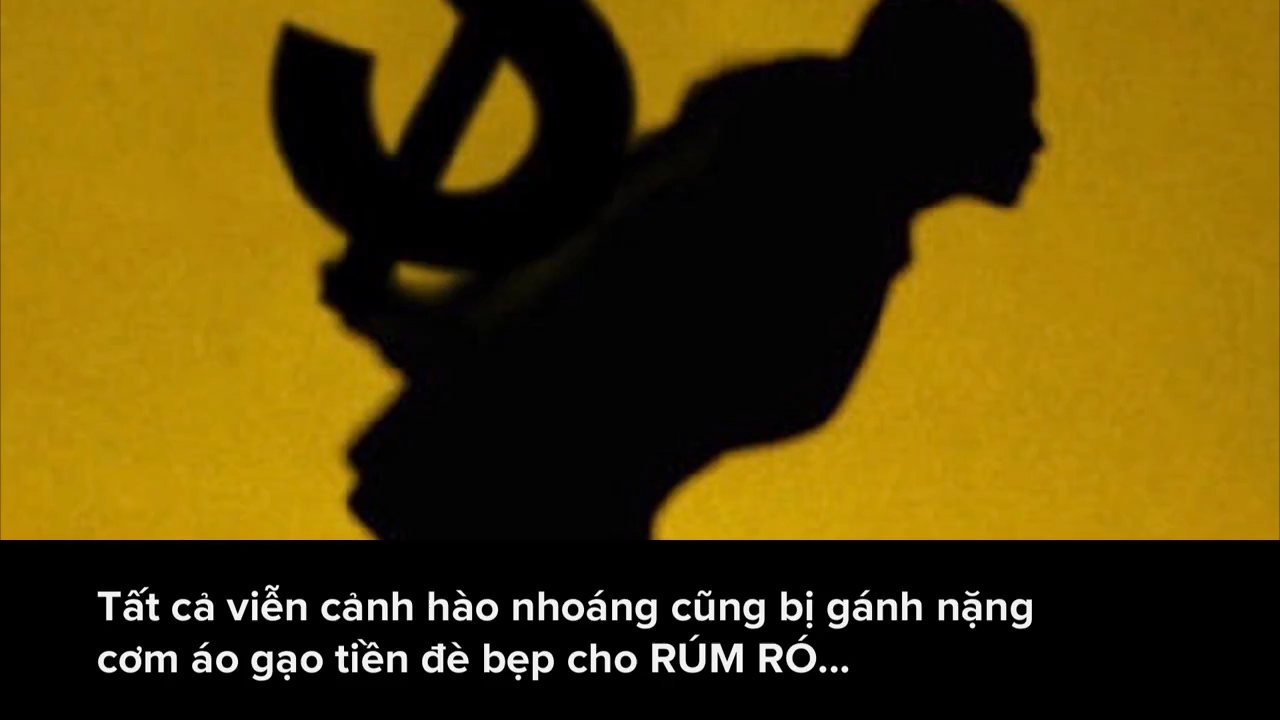 Tất cả viễn cảnh hào nhoáng cũng bị gánh nặng
cơm áo gạo tiền đè bẹp cho RÚM RÓ...